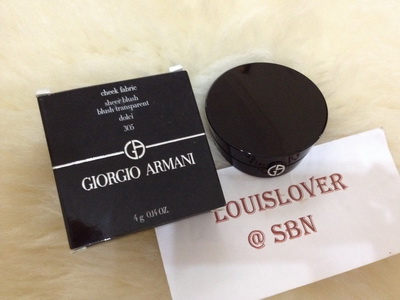 cheek fabric
sheer blush
blush transparent
dolci
305
GIORGIO ARMANI
4 g 0.14 OZ.
LOUISLOVER
@ SBN